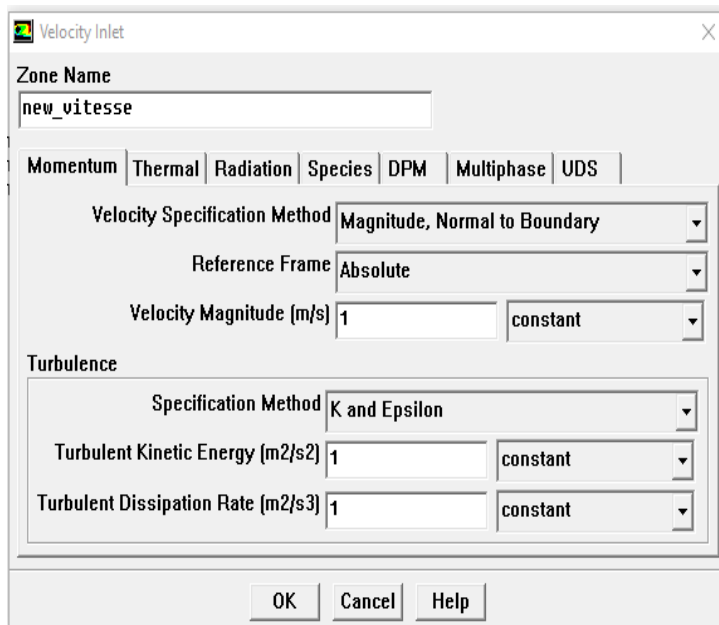 Velocity Inlet
Zone Name
new_vitesse
Momentum Thermal Radiation Species DPM Multiphase UDS
Velocity Specification Method Magnitude, Normal to Boundary
Reference Frame Absolute
Velocity Magnitude (m/s) 1 constant
Turbulence
Specification Method K and Epsilon
Turbulent Kinetic Energy (m2/s2) 1 constant
Turbulent Dissipation Rate (m2/s3) 1 constant
OK Cancel Help